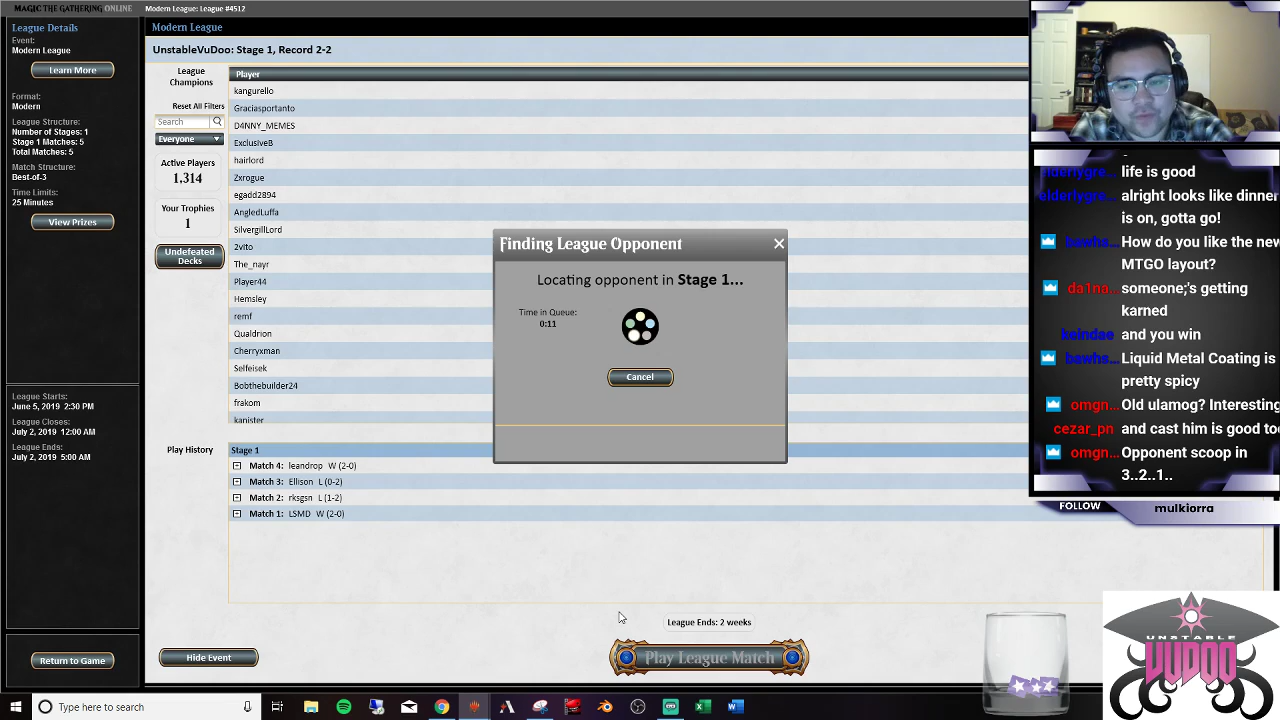 MAGIC THE GATHERING ONLINE
Modern League: League #4512
League Details
Event:
Modern League
Learn More
Format:
Modern
League Structure:
Number of Stages: 1
Stage 1 Matches: 5
Total Matches: 5
Match Structure:
Best-of-3
Time Limits:
25 Minutes
View Prizes
League Starts:
June 5, 2019 2:30 PM
League Closes:
July 2, 2019 12:00 AM
League Ends:
July 2, 2019 5:00 AM
Return to Game
Modern League
UnstableVuDoo: Stage 1, Record 2-2
League
Champions
Reset All Filters
Search
Everyone
Active Players
1,314
Your Trophies
1
Undefeated
Decks
Player
kangurello
Graciasportanto
D4NNY_MEMES
ExclusiveB
hairlord
Zxrogue
egadd2894
AngledLuffa
SilvergillLord
2vito
The_nayr
Player44
Hemsley
remf
Qualdrion
Cherryxman
Selfeisek
Bobthebuilder24
frakom
kanister
Finding League Opponent
Locating opponent in Stage 1...
Time in Queue:
0:11
Cancel
Play History
Stage 1
Match 4: leandrop W (2-0)
Match 3: Ellison L (0-2)
Match 2: rksgsn L (1-2)
Match 1: LSMD W (2-0)
League Ends: 2 weeks
Hide Event
Play League Match
elderlygre... life is good
elderlygre... alright looks like dinner
is on, gotta go!
bawhs... How do you like the new
MTGO layout?
da1na... someone;'s getting
karned
kaindae and you win
bawhs... Liquid Metal Coating is
pretty spicy
omgn... Old ulamog? Interesting
cezar_pn and cast him is good too
omgn... Opponent scoop in
3..2..1..
FOLLOW mulkiorra
UNSTABLE
VUDOO
Type here to search